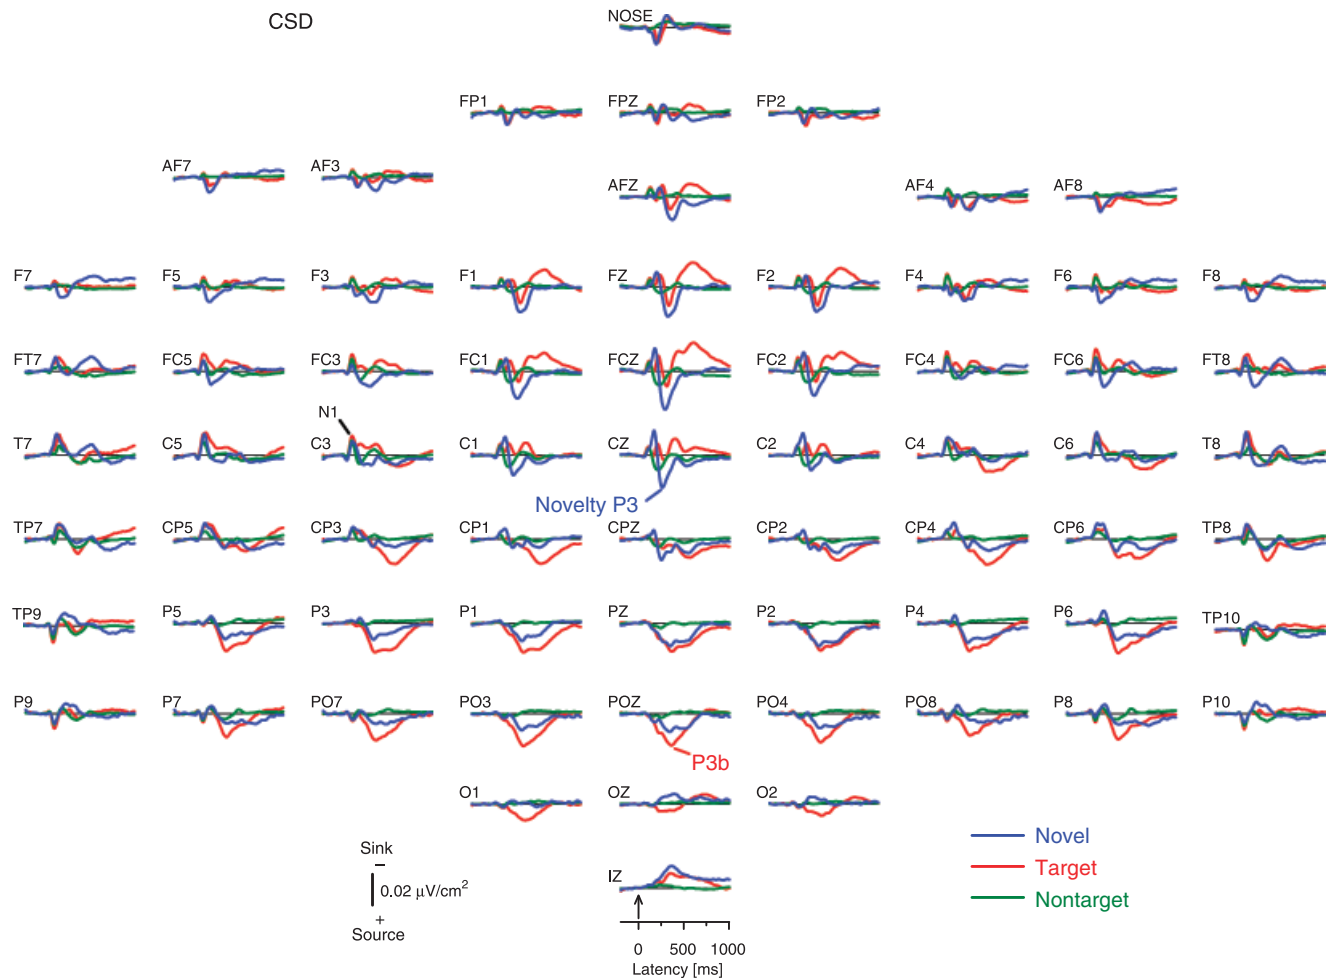 CSD
NOSE
FP1 FPZ FP2
AF7 AF3
AFZ AF4 AF8
F7 F5 F3 F1 FZ F2 F4 F6 F8
FT7 FC5 FC3 FC1 FCZ FC2 FC4 FC6 FT8
N1
T7 C5 C3 C1 CZ C2 C4 C6 T8
Novelty P3
TP7 CP5 CP3 CP1 CPZ CP2 CP4 CP6 TP8
TP9 P5 P3 P1 PZ P2 P4 P6 TP10
P9 P7 PO7 PO3 POZ PO4 PO8 P8 P10
P3b
O1 OZ O2
Novel
Target
Nontarget
Sink
−
0.02 µV/cm²
+
Source
IZ
0 500 1000
Latency [ms]